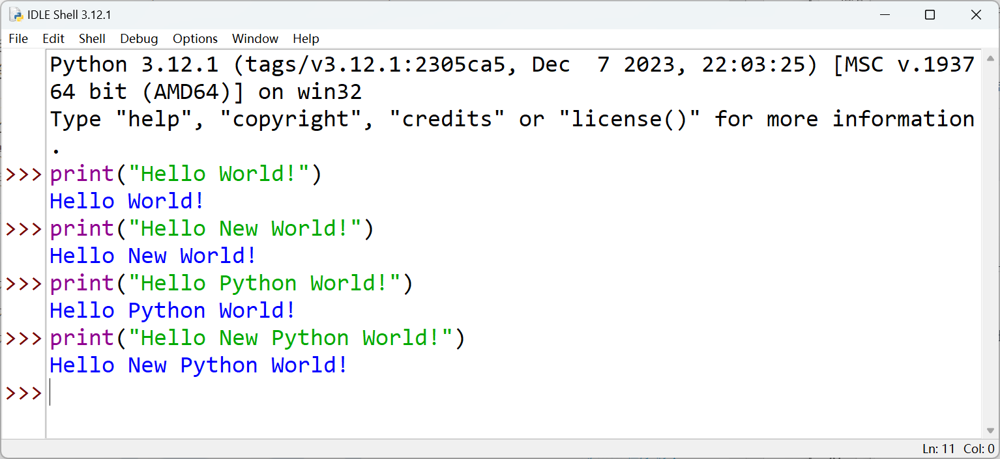 IDLE Shell 3.12.1
File Edit Shell Debug Options Window Help
Python 3.12.1 (tags/v3.12.1:2305ca5, Dec  7 2023, 22:03:25) [MSC v.1937
64 bit (AMD64)] on win32
Type "help", "copyright", "credits" or "license()" for more information
.
>>> print("Hello World!")
Hello World!
>>> print("Hello New World!")
Hello New World!
>>> print("Hello Python World!")
Hello Python World!
>>> print("Hello New Python World!")
Hello New Python World!
>>>
Ln: 11 Col: 0